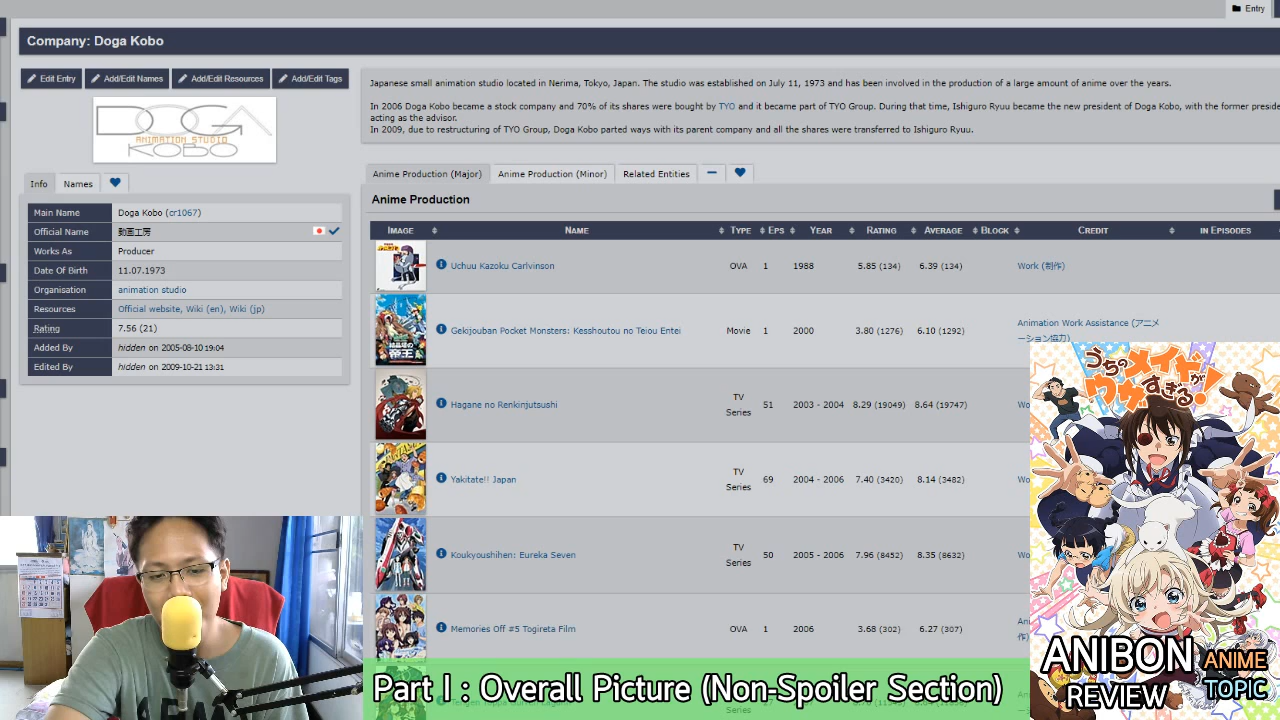 Entry
Company: Doga Kobo
Edit Entry
Add/Edit Names
Add/Edit Resources
Add/Edit Tags
DOGA
ANIMATION STUDIO
KOBO
Japanese small animation studio located in Nerima, Tokyo, Japan. The studio was established on July 11, 1973 and has been involved in the production of a large amount of anime over the years.
In 2006 Doga Kobo became a stock company and 70% of its shares were bought by TYO and it became part of TYO Group. During that time, Ishiguro Ryuu became the new president of Doga Kobo, with the former preside
acting as the advisor.
In 2009, due to restructuring of TYO Group, Doga Kobo parted ways with its parent company and all the shares were transferred to Ishiguro Ryuu.
Info
Names
Main Name Doga Kobo (cr1067)
Official Name 動画工房
Works As Producer
Date Of Birth 11.07.1973
Organisation animation studio
Resources Official website, Wiki (en), Wiki (jp)
Rating 7.56 (21)
Added By hidden on 2005-08-10 19:04
Edited By hidden on 2009-10-21 13:31
Anime Production (Major)
Anime Production (Minor)
Related Entities
Anime Production
IMAGE NAME TYPE EPS YEAR RATING AVERAGE BLOCK CREDIT IN EPISODES
Uchuu Kazoku Carlvinson OVA 1 1988 5.85 (134) 6.39 (134) Work (制作)
Gekijouban Pocket Monsters: Kesshoutou no Teiou Entei Movie 1 2000 3.80 (1276) 6.10 (1292) Animation Work Assistance (アニメ
ーション協力)
Hagane no Renkinjutsushi TV Series 51 2003 - 2004 8.29 (19049) 8.64 (19747) Wo
Yakitate!! Japan TV Series 69 2004 - 2006 7.40 (3420) 8.14 (3482) Wo
Koukyoushihen: Eureka Seven TV Series 50 2005 - 2006 7.96 (8452) 8.35 (8632) Wo
Memories Off #5 Togireta Film OVA 1 2006 3.68 (302) 6.27 (307)
うちのメイドが
ウザすぎる!
ANIBON
REVIEW
ANIME
TOPIC
Part I : Overall Picture (Non-Spoiler Section)